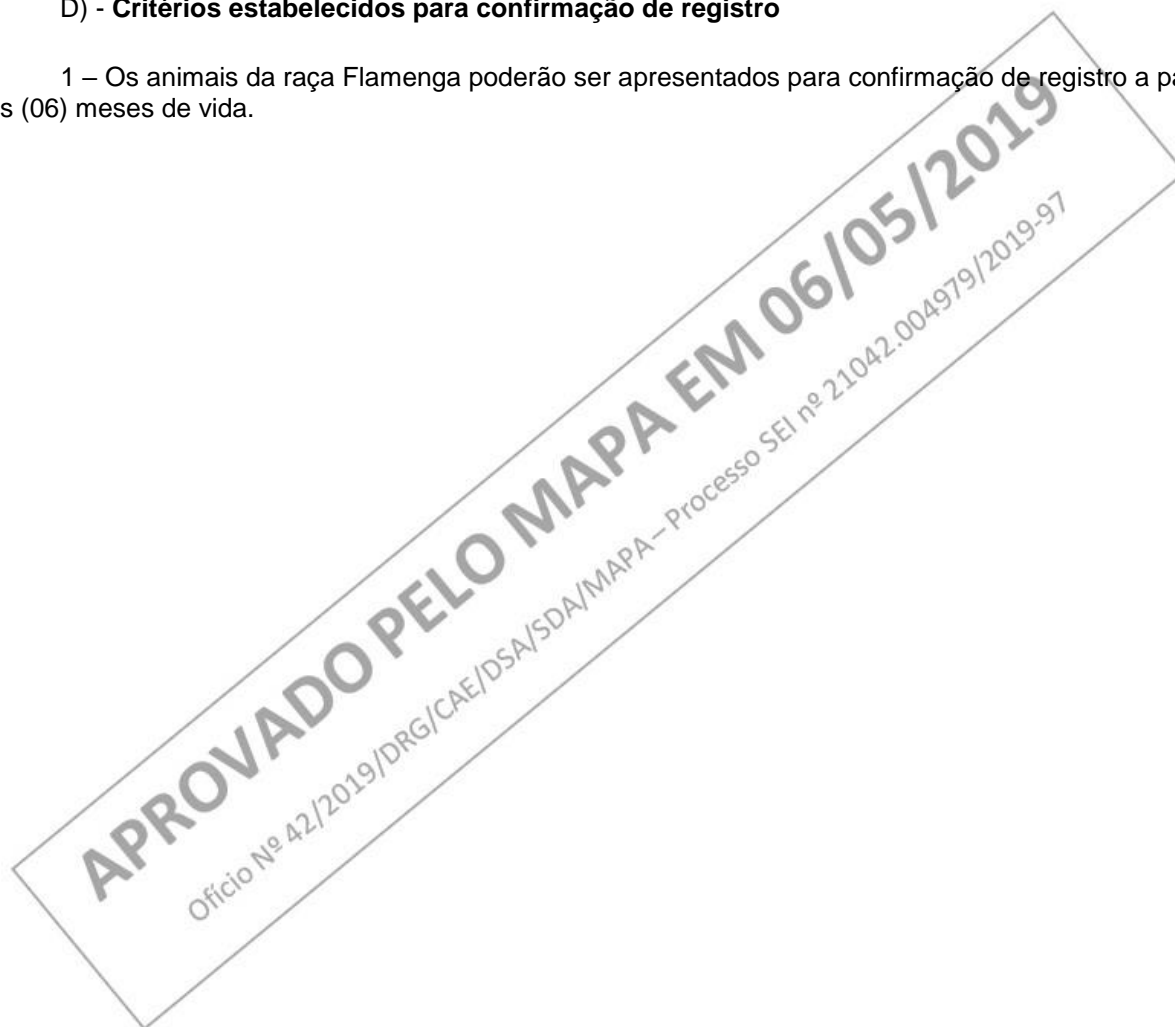 D) - Critérios estabelecidos para confirmação de registro
1 – Os animais da raça Flamenga poderão ser apresentados para confirmação de registro a pa
s (06) meses de vida.
APROVADO PELO MAPA EM 06/05/2019
Ofício Nº 42/2019/DRG/CAE/DSA/SDA/MAPA – Processo SEI nº 21042.004979/2019-97